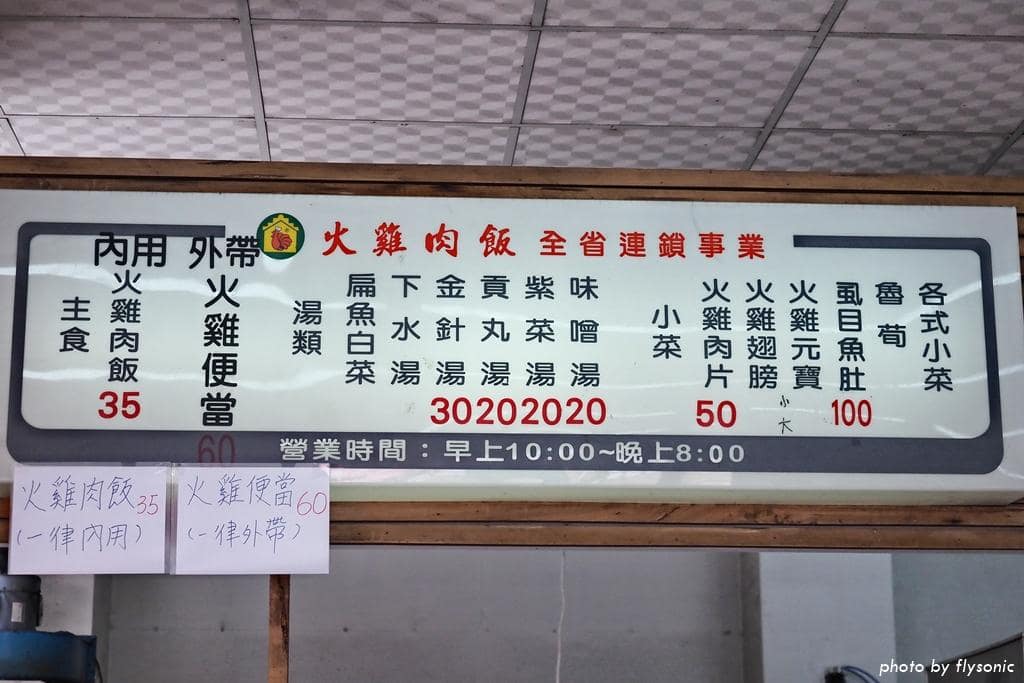 火雞肉飯 全省連鎖事業
內用 外帶
主食
火雞肉飯
35
火雞便當
60
湯類
扁魚白菜
下水湯
金針湯
30
貢丸湯
20
紫菜湯
20
味噌湯
20
小菜
火雞肉片
50
火雞翅膀
小
大
火雞元寶
虱目魚肚
100
魯荀
各式小菜
營業時間：早上10:00~晚上8:00
火雞肉飯35
(一律內用)
火雞便當60
(一律外帶)
photo by flysonic